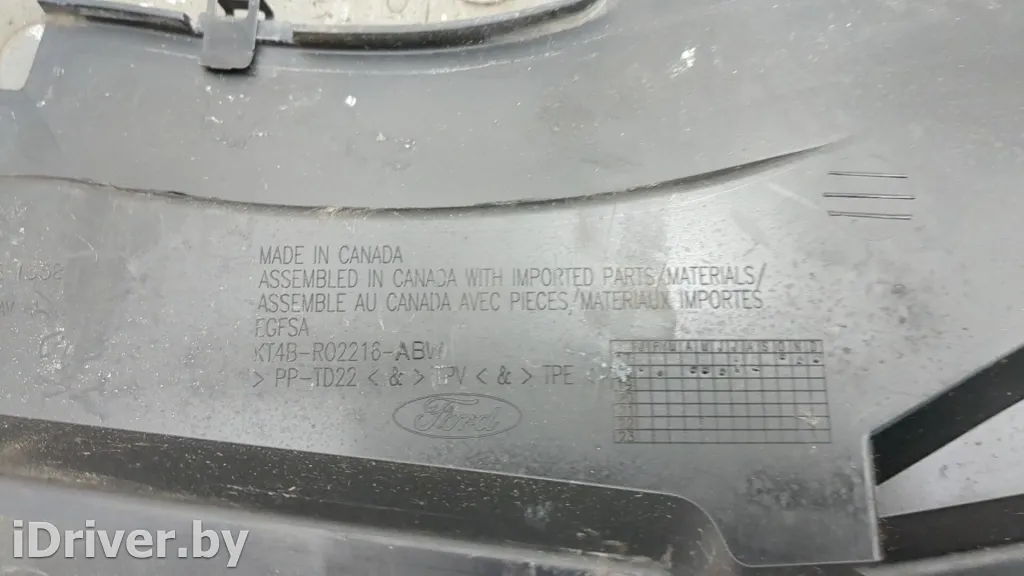 MADE IN CANADA
ASSEMBLED IN CANADA WITH IMPORTED PARTS/MATERIALS/
ASSEMBLE AU CANADA AVEC PIECES/MATERIAUX IMPORTES
EGFSA
KT4B-R02216-ABW
> PP-TD22 < & > TPV < & > TPE <
J F M A M J J A S O N D
Ford
23
iDriver.by